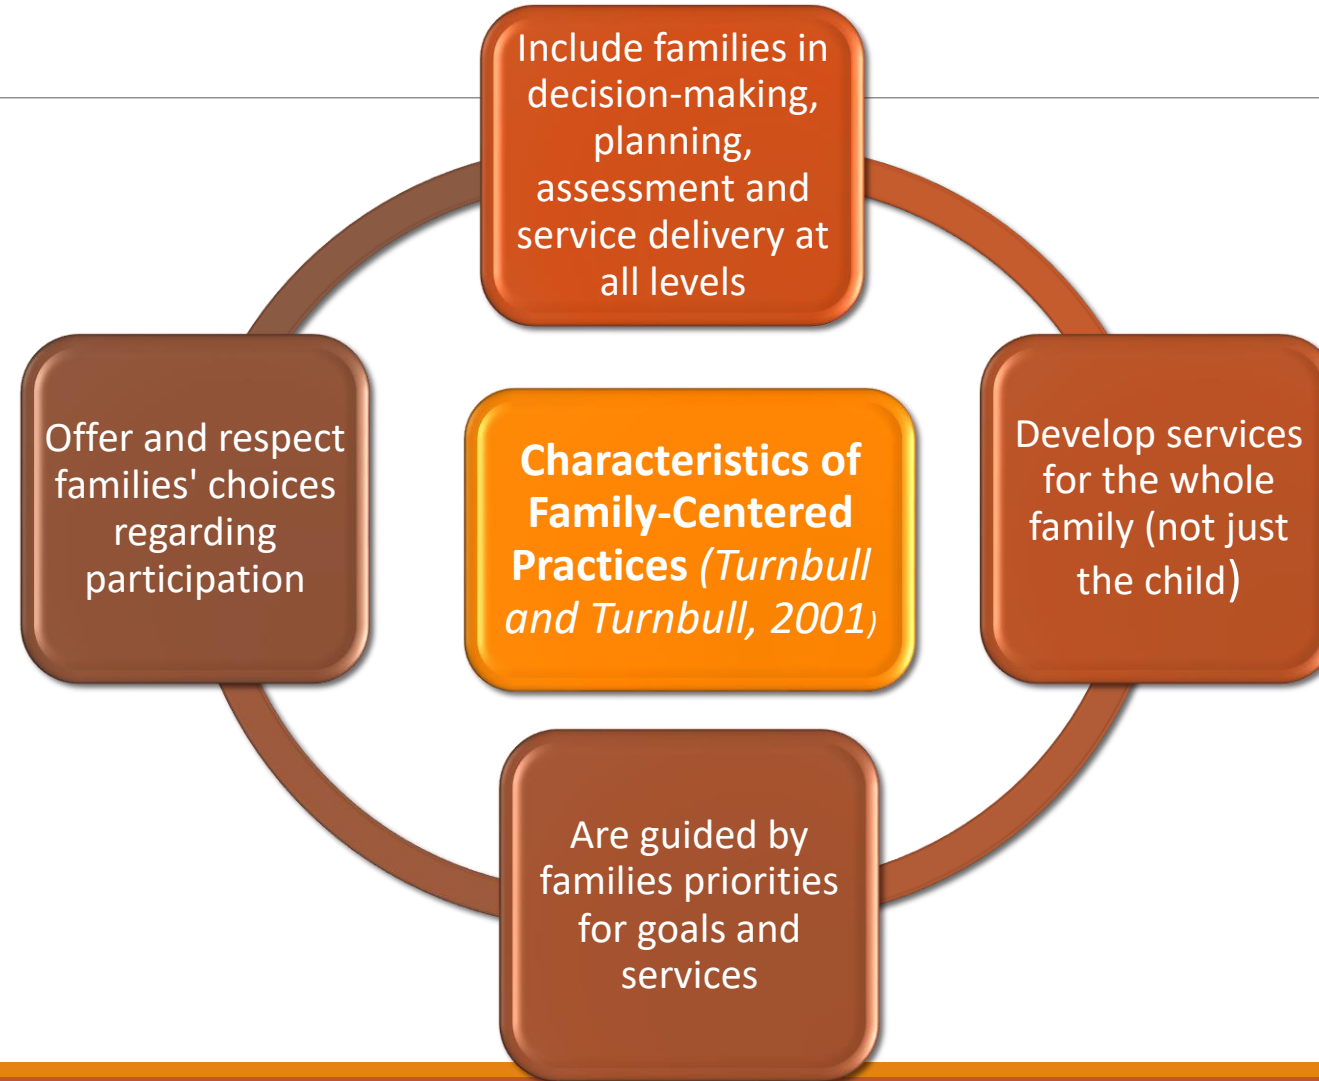 Include families in
decision-making,
planning,
assessment and
service delivery at
all levels
Offer and respect
families' choices
regarding
participation
Characteristics of
Family-Centered
Practices (Turnbull
and Turnbull, 2001)
Develop services
for the whole
family (not just
the child)
Are guided by
families priorities
for goals and
services